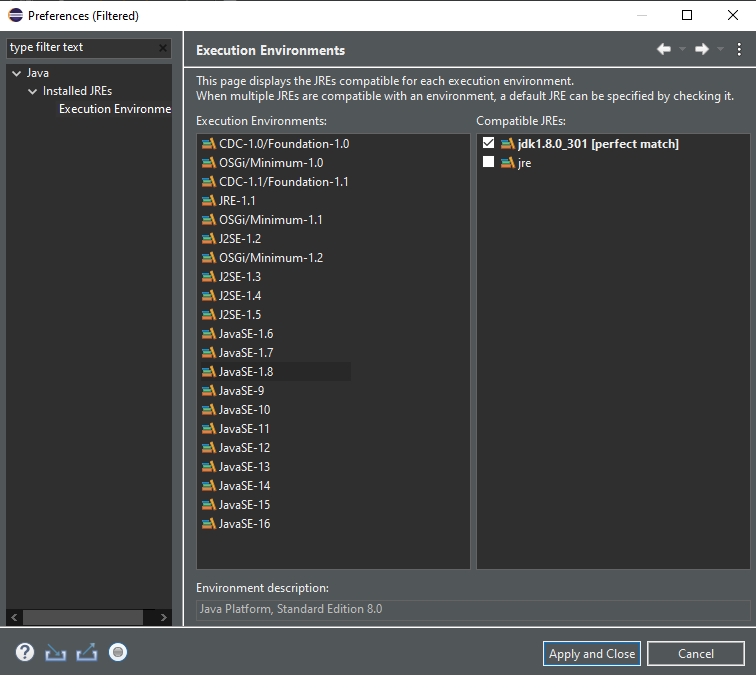 Preferences (Filtered)
type filter text
Java
Installed JREs
Execution Environme
Execution Environments
This page displays the JREs compatible for each execution environment.
When multiple JREs are compatible with an environment, a default JRE can be specified by checking it.
Execution Environments:
CDC-1.0/Foundation-1.0
OSGi/Minimum-1.0
CDC-1.1/Foundation-1.1
JRE-1.1
OSGi/Minimum-1.1
J2SE-1.2
OSGi/Minimum-1.2
J2SE-1.3
J2SE-1.4
J2SE-1.5
JavaSE-1.6
JavaSE-1.7
JavaSE-1.8
JavaSE-9
JavaSE-10
JavaSE-11
JavaSE-12
JavaSE-13
JavaSE-14
JavaSE-15
JavaSE-16
Compatible JREs:
jdk1.8.0_301 [perfect match]
jre
Environment description:
Java Platform, Standard Edition 8.0
Apply and Close
Cancel